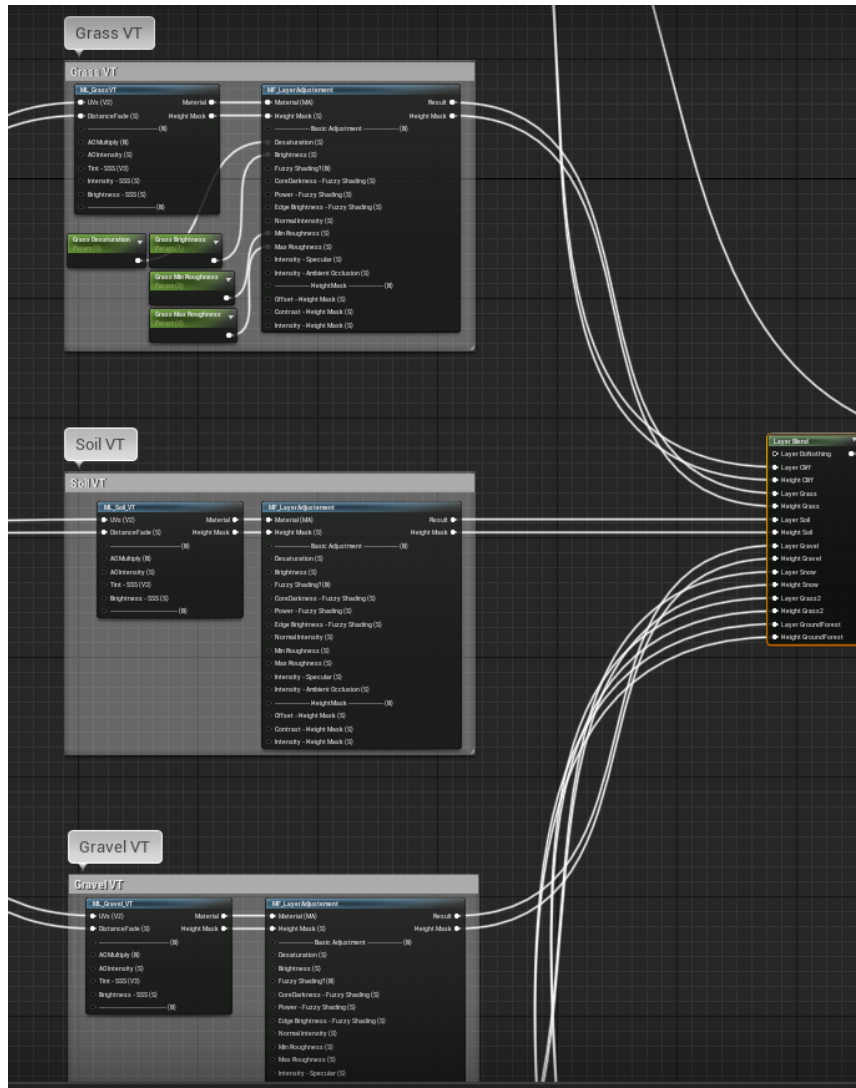 Grass VT
Grass VT
ML_GrassVT
UVs (V2) Material
DistanceFade (S) Height Mask
-------------------- (B)
AO Multiply (B)
AO Intensity (S)
Tint - SSS (V3)
Intensity - SSS (S)
Brightness - SSS (S)
-------------------- (B)
MF_LayerAdjustement
Material (MA) Result
Height Mask (S) Height Mask
---------- Basic Adjustment ---------- (B)
Desaturation (S)
Brightness (S)
Fuzzy Shading? (B)
CoreDarkness - Fuzzy Shading (S)
Power - Fuzzy Shading (S)
Edge Brightness - Fuzzy Shading (S)
Normal Intensity (S)
Min Roughness (S)
Max Roughness (S)
Intensity - Specular (S)
Intensity - Ambient Occlusion (S)
---------- HeightMask ---------- (B)
Offset - Height Mask (S)
Contrast - Height Mask (S)
Intensity - Height Mask (S)
Grass Desaturation
Grass Brightness
Param (1)
Grass Min Roughness
Grass Max Roughness
Soil VT
Soil VT
ML_Soil_VT
UVs (V2) Material
DistanceFade (S) Height Mask
-------------------- (B)
AO Multiply (B)
AO Intensity (S)
Tint - SSS (V3)
Brightness - SSS (S)
-------------------- (B)
MF_LayerAdjustement
Material (MA) Result
Height Mask (S) Height Mask
---------- Basic Adjustment ---------- (B)
Desaturation (S)
Brightness (S)
Fuzzy Shading? (B)
CoreDarkness - Fuzzy Shading (S)
Power - Fuzzy Shading (S)
Edge Brightness - Fuzzy Shading (S)
Normal Intensity (S)
Min Roughness (S)
Max Roughness (S)
Intensity - Specular (S)
Intensity - Ambient Occlusion (S)
---------- HeightMask ---------- (B)
Offset - Height Mask (S)
Contrast - Height Mask (S)
Intensity - Height Mask (S)
Layer Blend
Layer DoNothing
Layer Cliff
Height Cliff
Layer Grass
Height Grass
Layer Soil
Height Soil
Layer Gravel
Height Gravel
Layer Snow
Height Snow
Layer Grass2
Height Grass2
Layer GroundForest
Height GroundForest
Gravel VT
Gravel VT
ML_Gravel_VT
UVs (V2) Material
DistanceFade (S) Height Mask
-------------------- (B)
AO Multiply (B)
AO Intensity (S)
Tint - SSS (V3)
Brightness - SSS (S)
-------------------- (B)
MF_LayerAdjustement
Material (MA) Result
Height Mask (S) Height Mask
---------- Basic Adjustment ---------- (B)
Desaturation (S)
Brightness (S)
Fuzzy Shading? (B)
CoreDarkness - Fuzzy Shading (S)
Power - Fuzzy Shading (S)
Edge Brightness - Fuzzy Shading (S)
Normal Intensity (S)
Min Roughness (S)
Max Roughness (S)
Intensity - Specular (S)